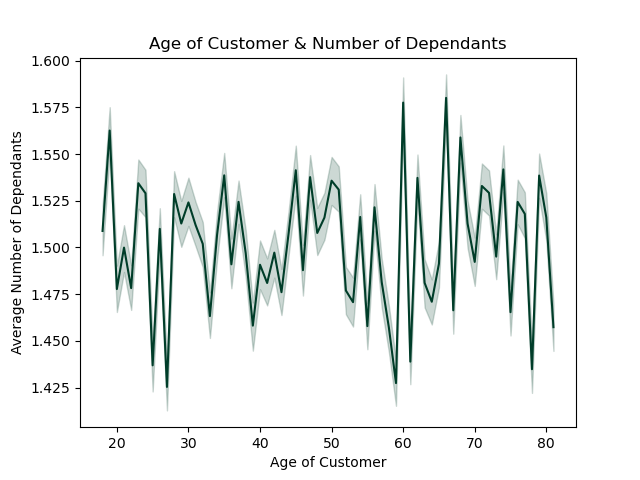 Age of Customer & Number of Dependants
1.600
1.575
1.550
1.525
1.500
1.475
1.450
1.425
Average Number of Dependants
20 30 40 50 60 70 80
Age of Customer